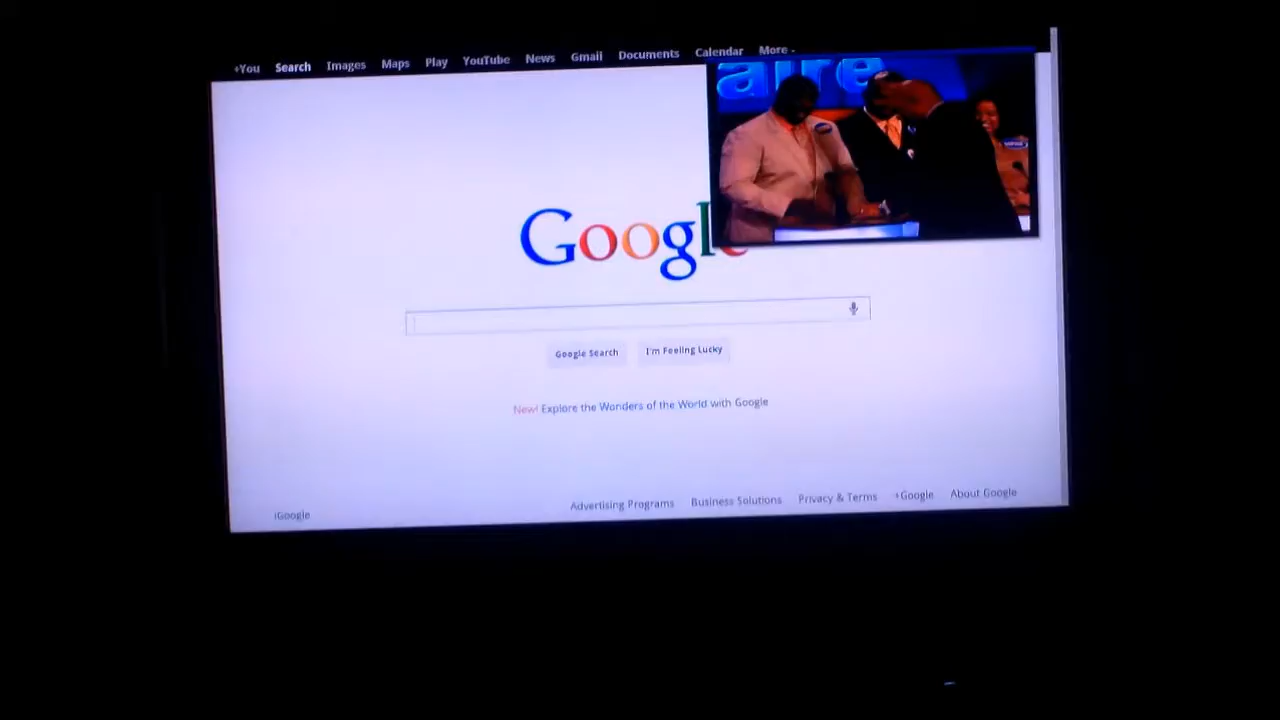 +You Search Images Maps Play YouTube News Gmail Documents Calendar More
aire
Google
Google Search I'm Feeling Lucky
New! Explore the Wonders of the World with Google
iGoogle Advertising Programs Business Solutions Privacy & Terms +Google About Google